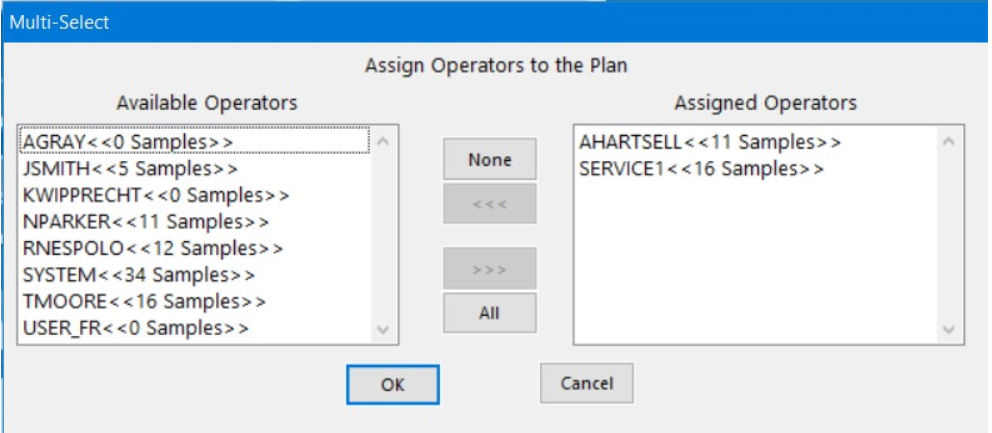 Multi-Select
Assign Operators to the Plan
Available Operators
Assigned Operators
AGRAY<<0 Samples>>
JSMITH<<5 Samples>>
KWIPPRECHT<<0 Samples>>
NPARKER<<11 Samples>>
RNESPOLO<<12 Samples>>
SYSTEM<<34 Samples>>
TMOORE<<16 Samples>>
USER_FR<<0 Samples>>
None
<<<
>>>
All
AHARTSELL<<11 Samples>>
SERVICE1<<16 Samples>>
OK
Cancel